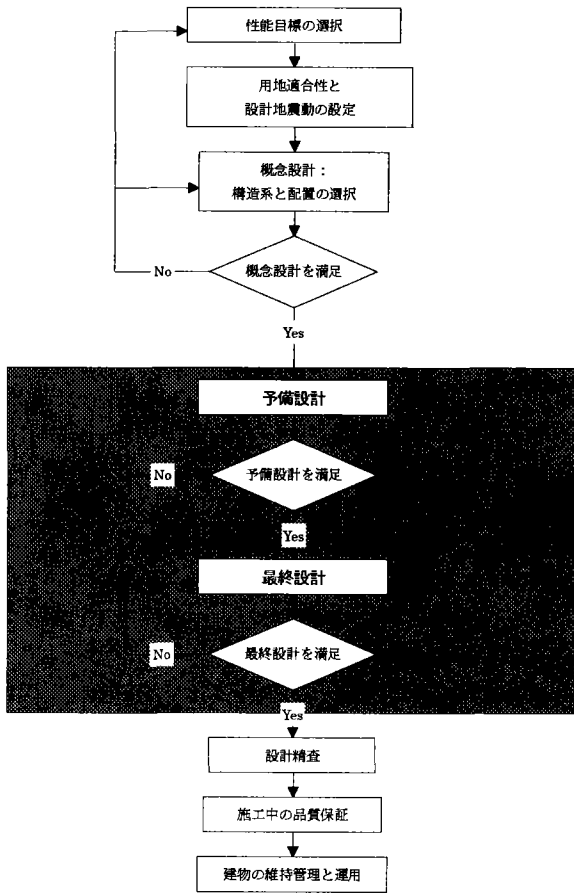 性能目標の選択
用地適合性と
設計地震動の設定
概念設計：
構造系と配置の選択
No
概念設計を満足
Yes
予備設計
No
予備設計を満足
Yes
最終設計
No
最終設計を満足
Yes
設計精査
施工中の品質保証
建物の維持管理と運用